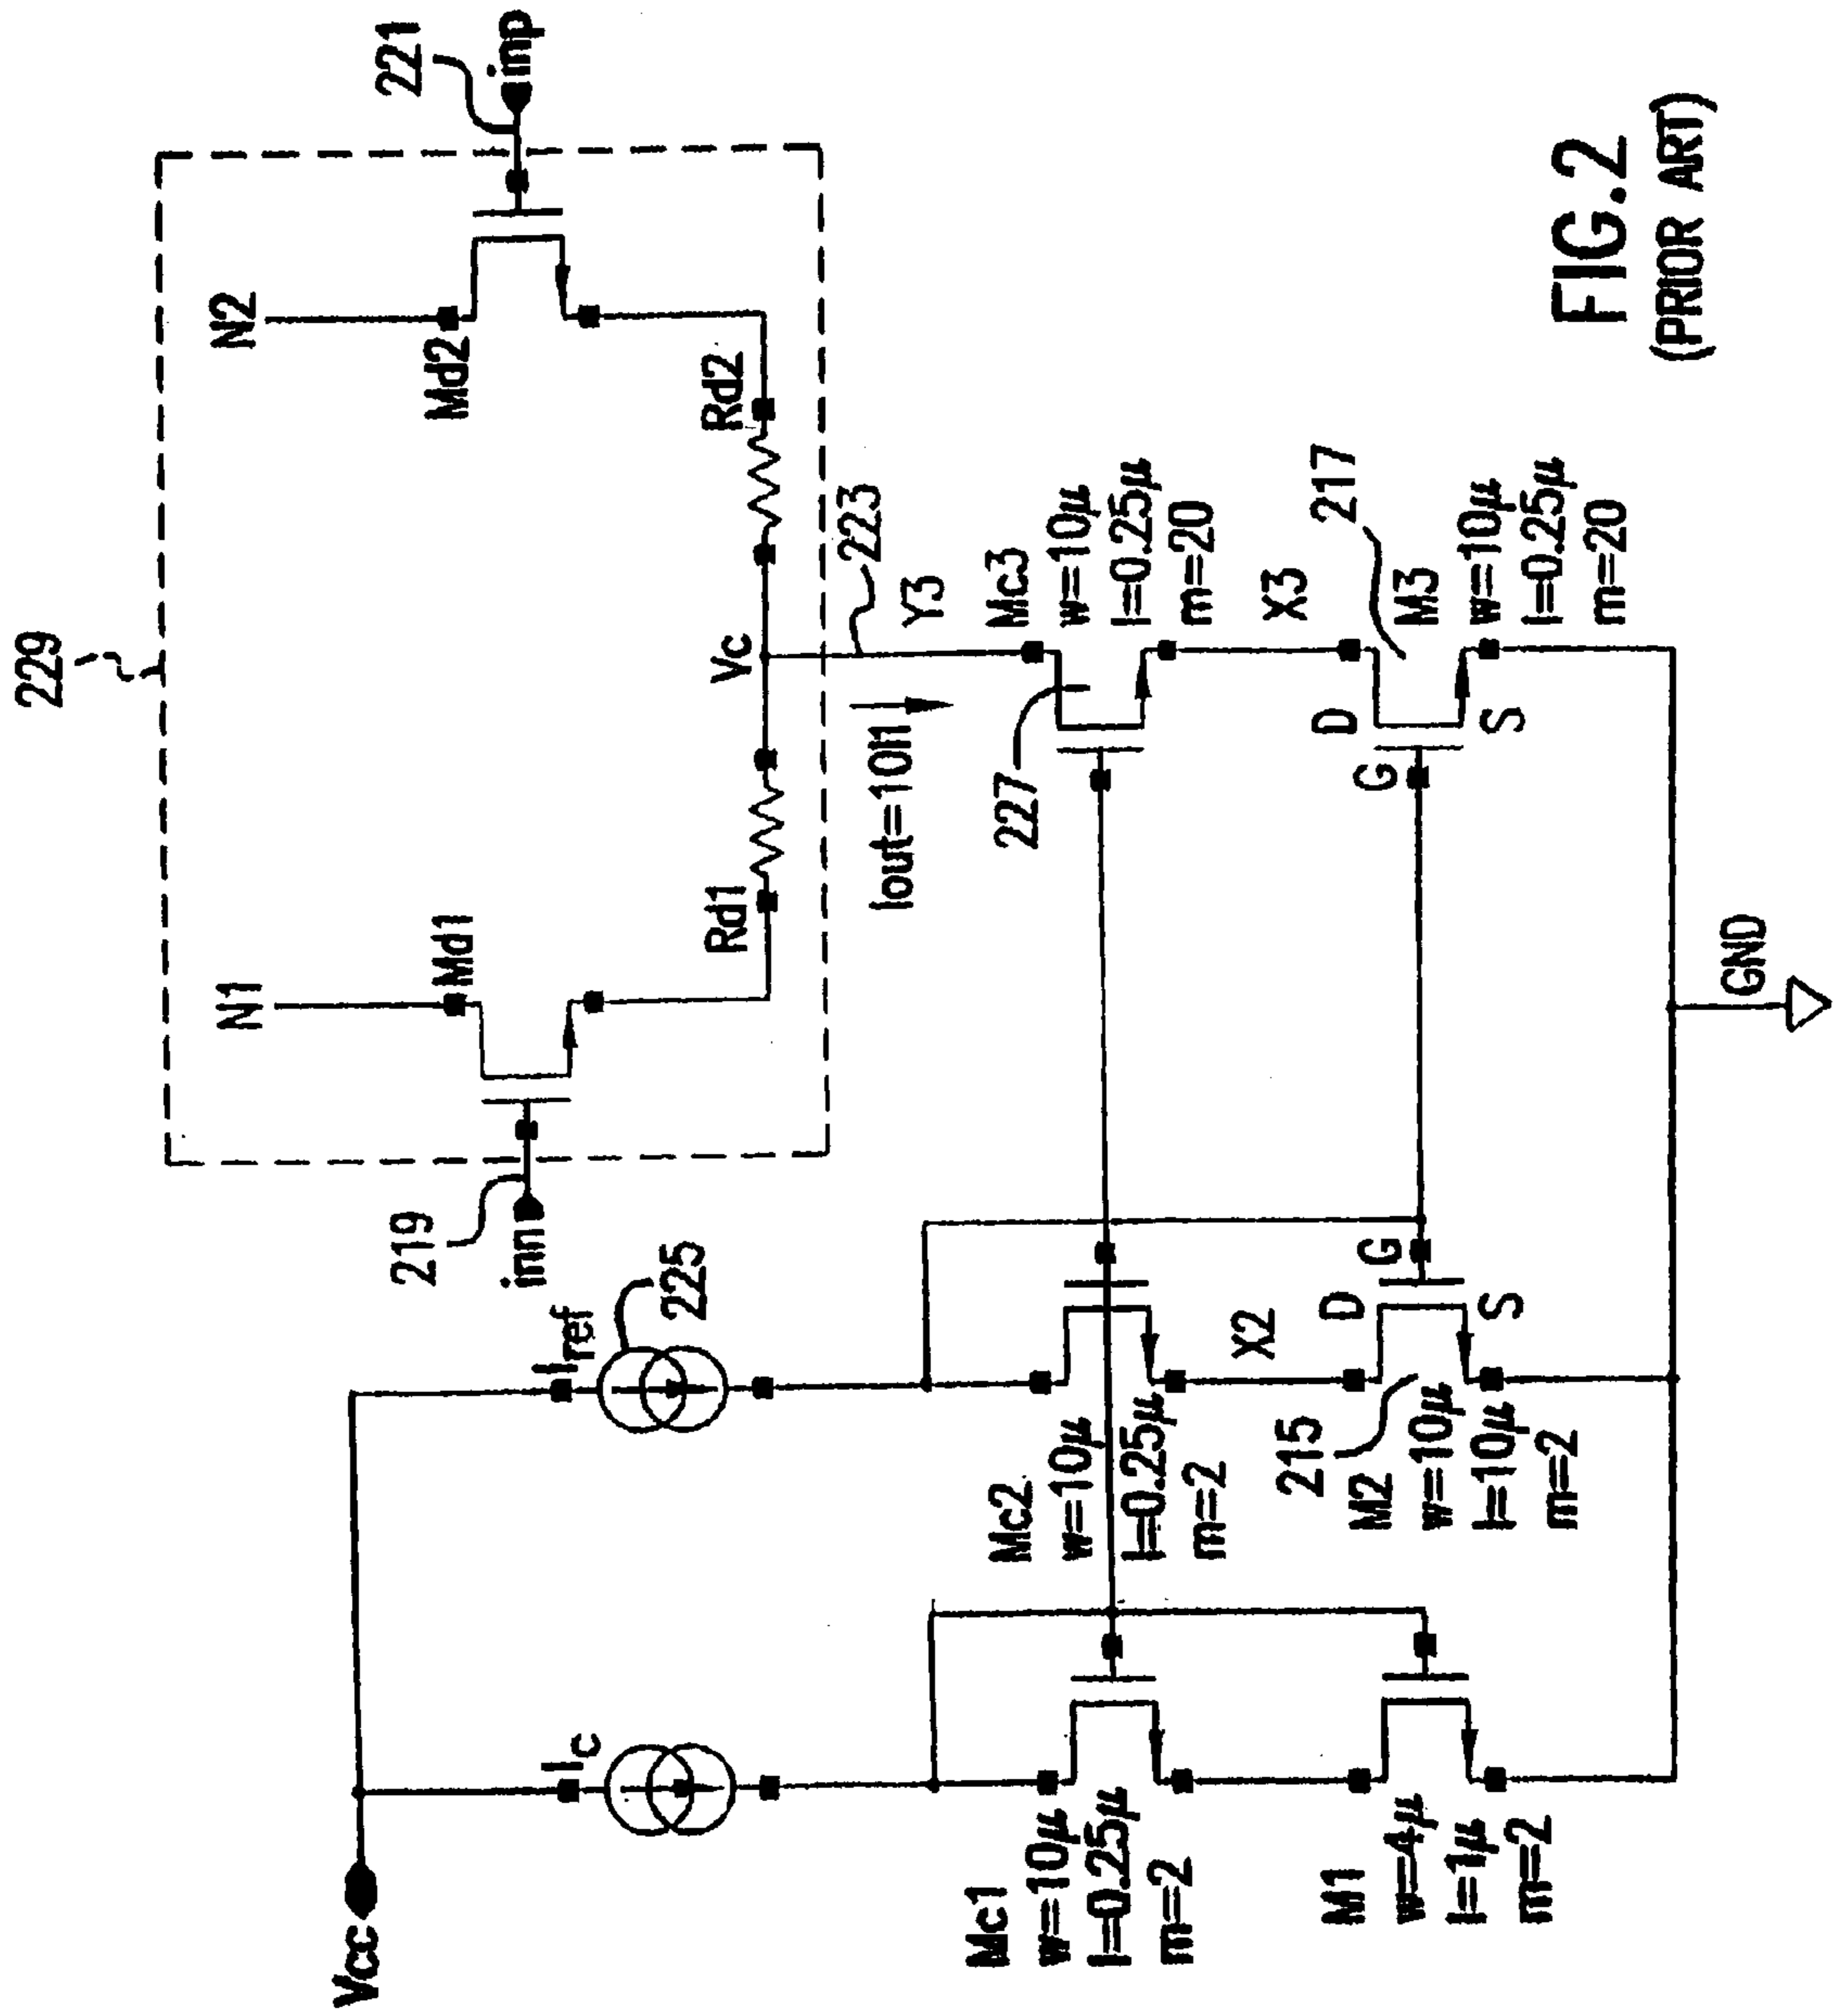 229
N1
N2
Md1
Md2
219
inn
221
inp
Rd1
Vc
Rd2
Vcc
Ic
Iref
225
Iout=10I1
223
Y3
Mc1
w=10μ
l=0.25μ
m=2
Mc2
w=10μ
l=0.25μ
m=2
227
Mc3
w=10μ
l=0.25μ
m=20
X2
X3
M1
w=4μ
l=1μ
m=2
215
M2
w=10μ
l=10μ
m=2
D
G
S
D
G
S
217
M3
w=10μ
l=0.25μ
m=20
GND
FIG.2
(PRIOR ART)